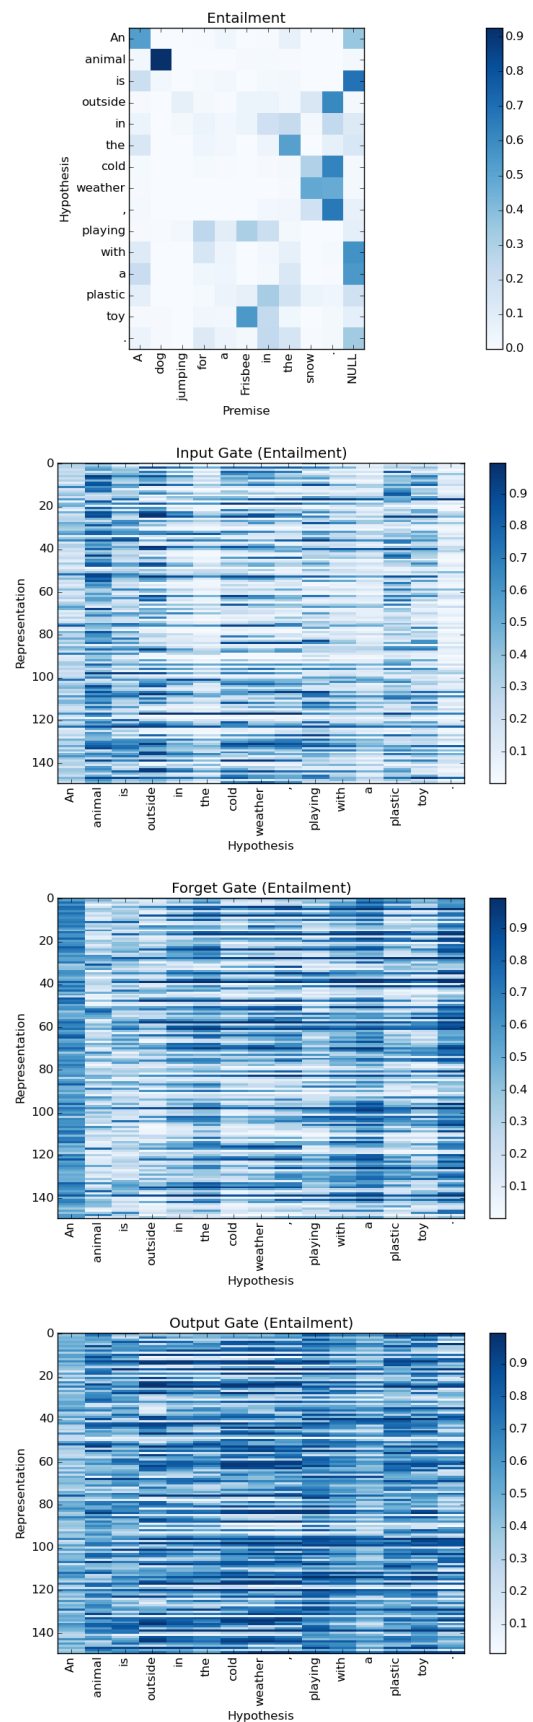 Entailment
An
animal
is
outside
in
the
cold
weather
,
playing
with
a
plastic
toy
.
Hypothesis
A dog jumping for a Frisbee in the snow . NULL
Premise
0.9
0.8
0.7
0.6
0.5
0.4
0.3
0.2
0.1
0.0
Input Gate (Entailment)
0
20
40
60
80
100
120
140
Representation
An animal is outside in the cold weather , playing with a plastic toy .
Hypothesis
0.9
0.8
0.7
0.6
0.5
0.4
0.3
0.2
0.1
Forget Gate (Entailment)
0
20
40
60
80
100
120
140
Representation
An animal is outside in the cold weather , playing with a plastic toy .
Hypothesis
0.9
0.8
0.7
0.6
0.5
0.4
0.3
0.2
0.1
Output Gate (Entailment)
0
20
40
60
80
100
120
140
Representation
An animal is outside in the cold weather , playing with a plastic toy .
Hypothesis
0.9
0.8
0.7
0.6
0.5
0.4
0.3
0.2
0.1